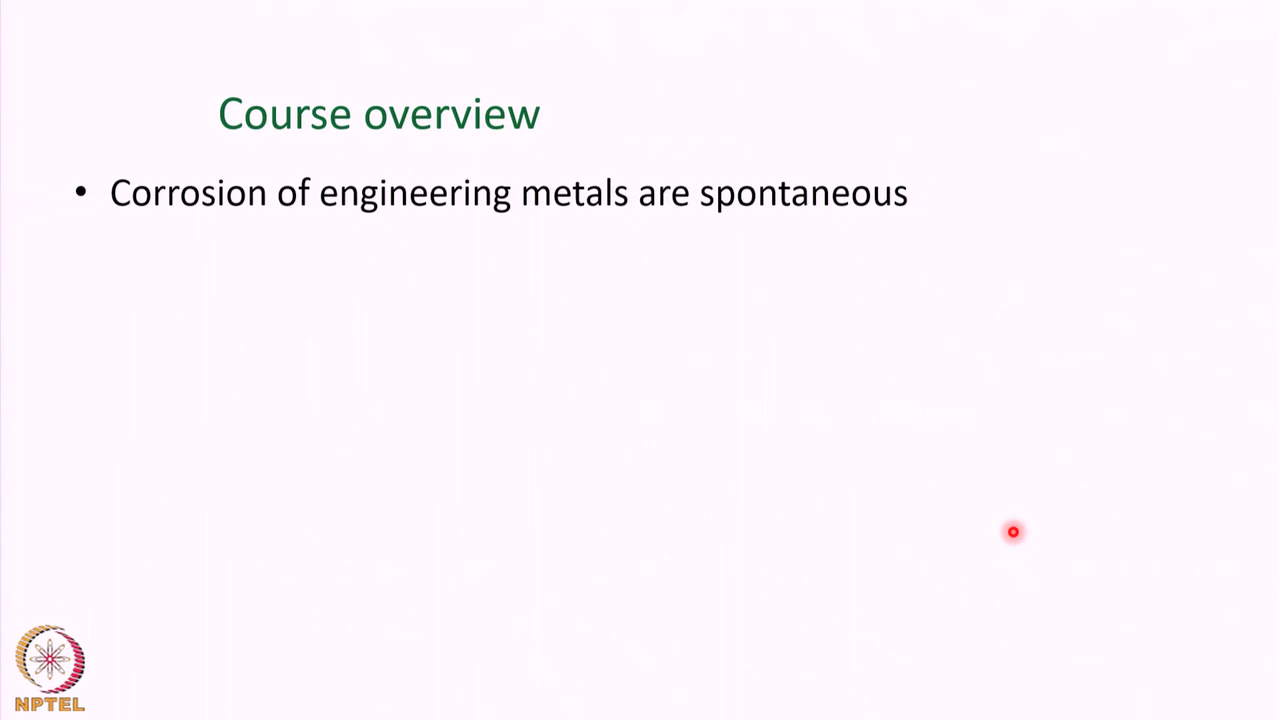 Course overview
• Corrosion of engineering metals are spontaneous
NPTEL